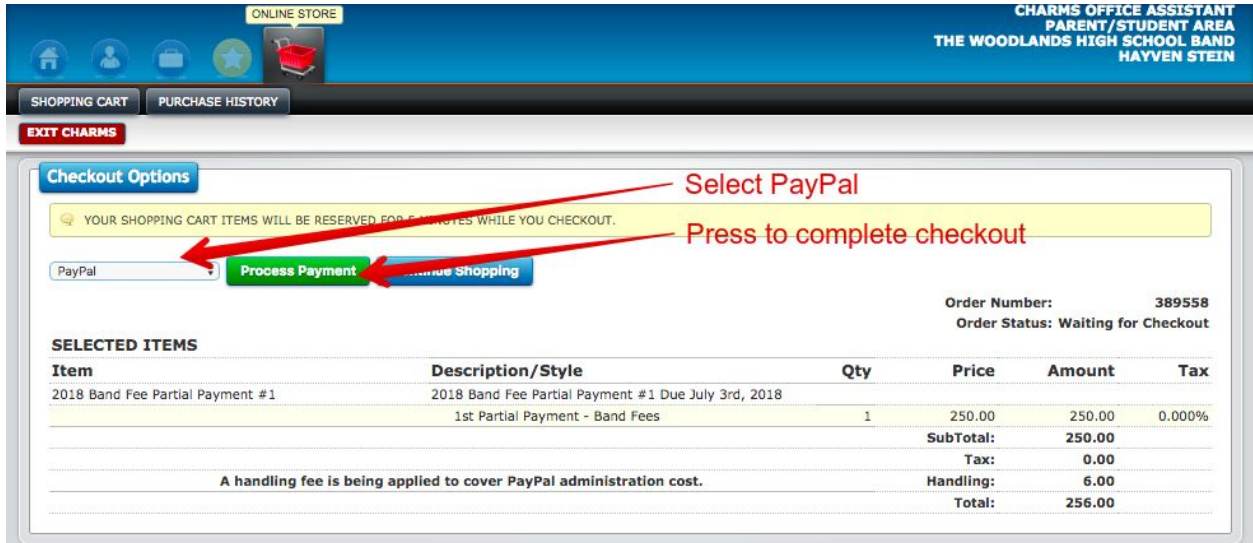 ONLINE STORE
CHARMS OFFICE ASSISTANT
PARENT/STUDENT AREA
THE WOODLANDS HIGH SCHOOL BAND
HAYVEN STEIN
SHOPPING CART PURCHASE HISTORY
EXIT CHARMS
Checkout Options
Select PayPal
YOUR SHOPPING CART ITEMS WILL BE RESERVED FOR 5 MINUTES WHILE YOU CHECKOUT.
Press to complete checkout
PayPal Process Payment Continue Shopping
Order Number: 389558
Order Status: Waiting for Checkout
SELECTED ITEMS
Item Description/Style Qty Price Amount Tax
2018 Band Fee Partial Payment #1 2018 Band Fee Partial Payment #1 Due July 3rd, 2018
1st Partial Payment - Band Fees 1 250.00 250.00 0.000%
SubTotal: 250.00
Tax: 0.00
A handling fee is being applied to cover PayPal administration cost. Handling: 6.00
Total: 256.00